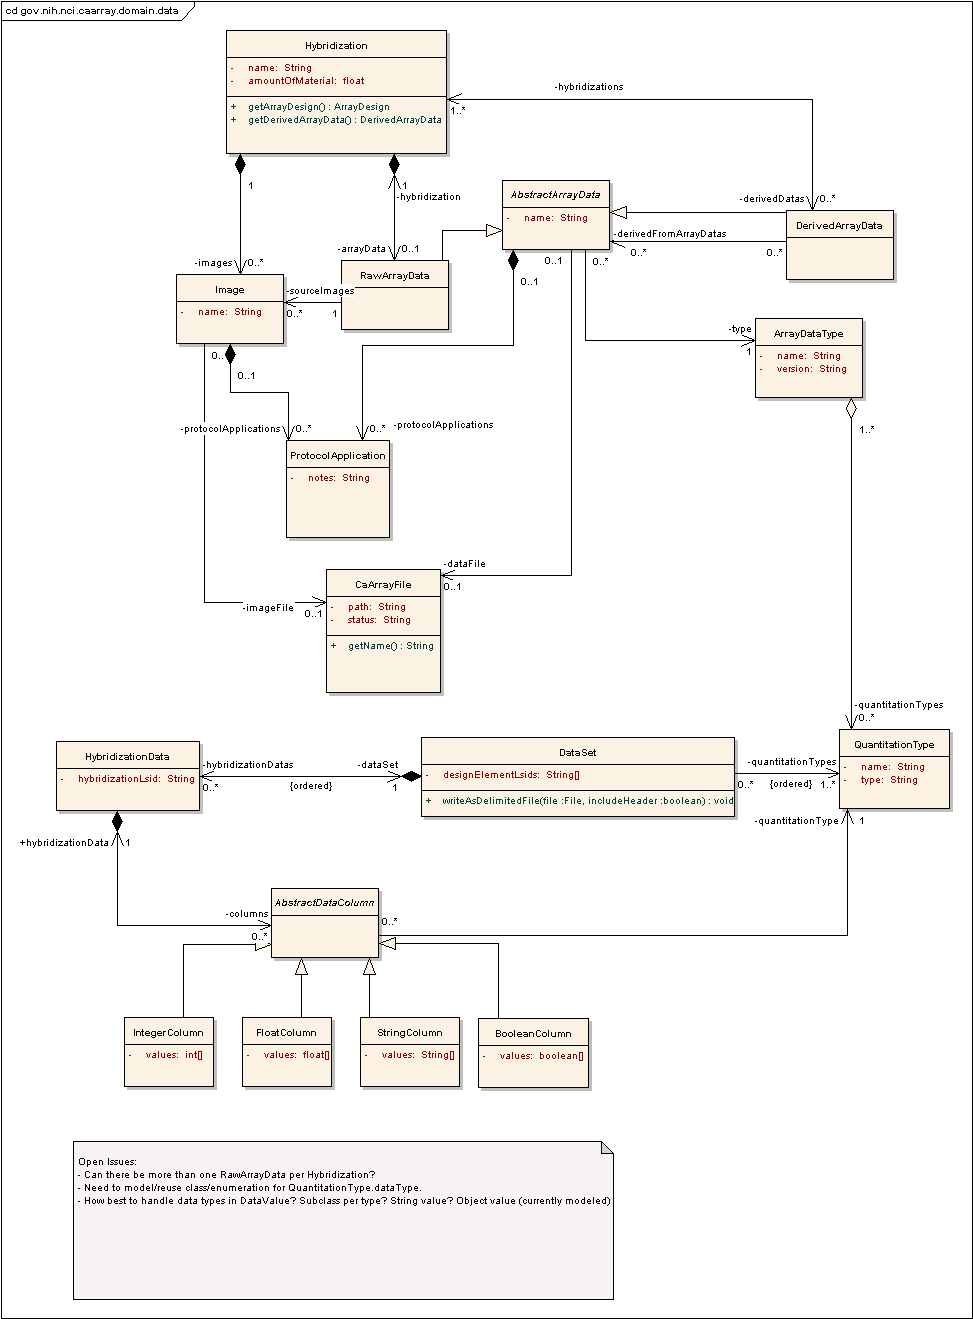 cd gov.nih.nci.caarray.domain.data
Hybridization
- name: String
- amountOfMaterial: float
+ getArrayDesign() : ArrayDesign
+ getDerivedArrayData() : DerivedArrayData
-hybridizations
1..*
1
1
-hybridization
AbstractArrayData
- name: String
-derivedDatas
0..*
DerivedArrayData
-derivedFromArrayDatas
0..*
0..*
0..*
-arrayData
0..1
RawArrayData
0..1
0..1
-images
0..*
Image
- name: String
-sourceImages
0..*
1
-type
1
ArrayDataType
- name: String
- version: String
1..*
0..
0..1
-protocolApplications
0..*
0..*
-protocolApplications
ProtocolApplication
- notes: String
-dataFile
0..1
CaArrayFile
- path: String
- status: String
+ getName() : String
-imageFile
0..1
-quantitationTypes
0..*
QuantitationType
- name: String
- type: String
HybridizationData
- hybridizationLsid: String
-hybridizationDatas
0..*
{ordered}
-dataSet
1
DataSet
- designElementLsids: String[]
+ writeAsDelimitedFile(file :File, includeHeader :boolean) : void
-quantitationTypes
0..*
{ordered}
1..*
-quantitationType
1
+hybridizationData
1
-columns
0..*
AbstractDataColumn
0..*
IntegerColumn
- values: int[]
FloatColumn
- values: float[]
StringColumn
- values: String[]
BooleanColumn
- values: boolean[]
Open Issues:
- Can there be more than one RawArrayData per Hybridization?
- Need to model/reuse class/enumeration for QuantitationType.dataType.
- How best to handle data types in DataValue? Subclass per type? String value? Object value (currently modeled)